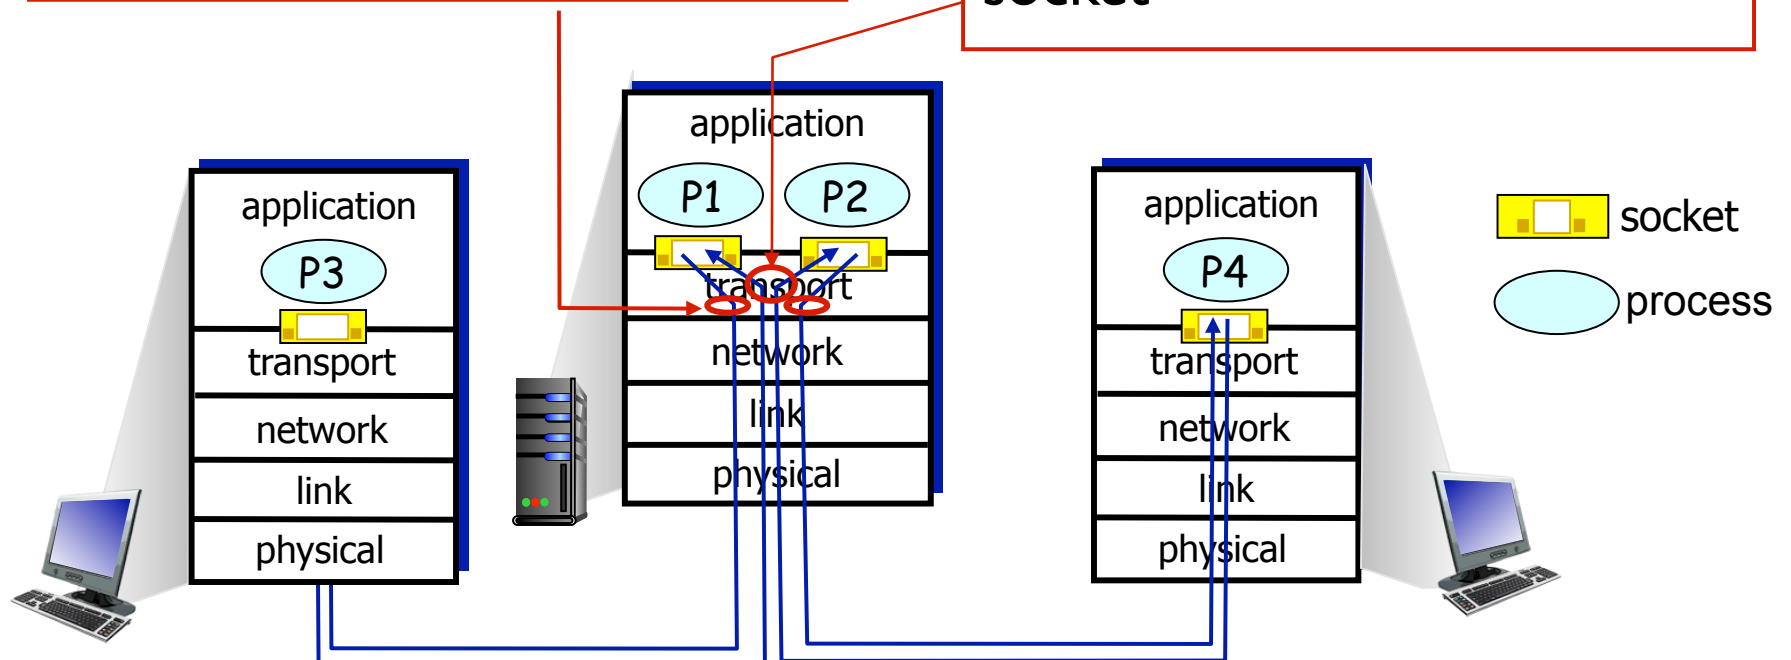 socket
application
P1
P2
transport
network
link
physical
application
P3
transport
network
link
physical
application
P4
transport
network
link
physical
socket
process